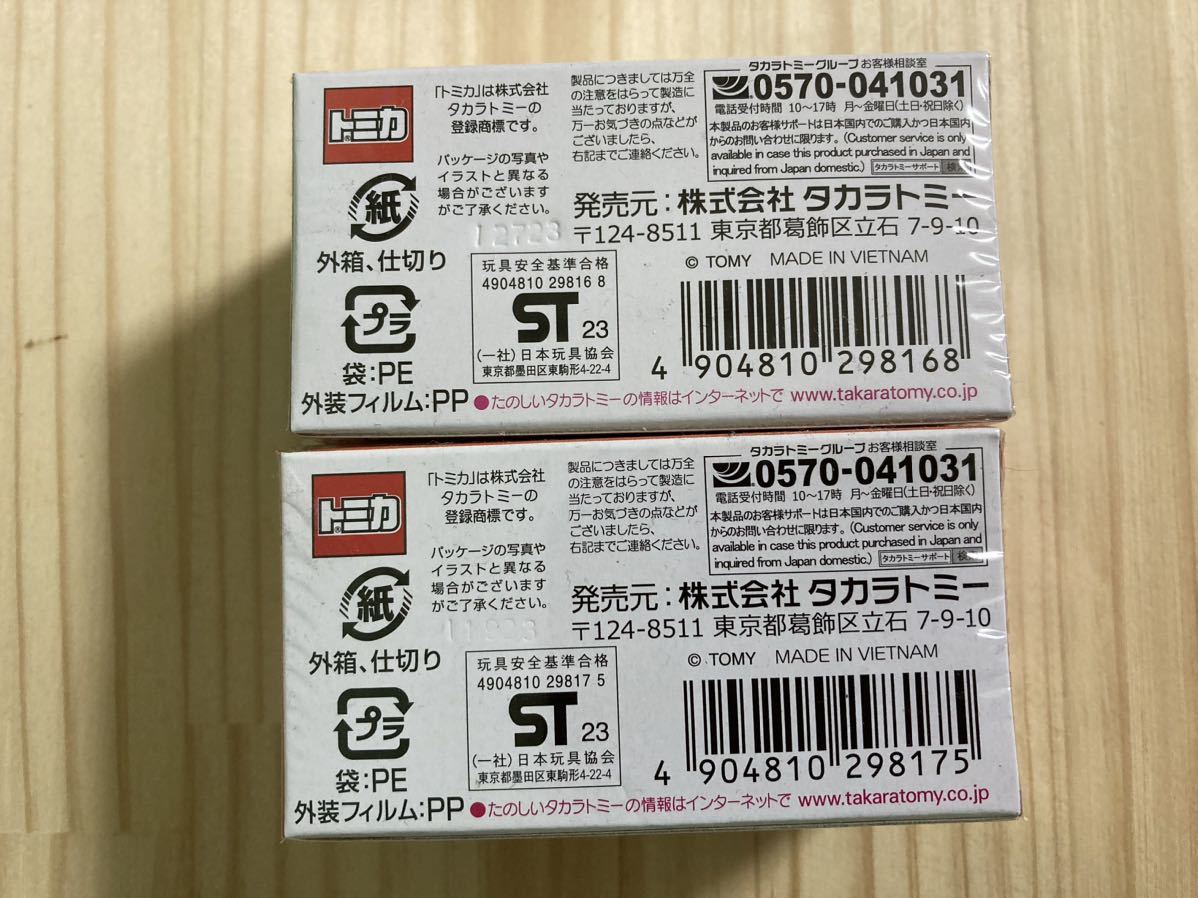 トミカ
「トミカ」は株式会社
タカラトミーの
登録商標です。
パッケージの写真や
イラストと異なる
場合がございます
がご了承ください。
製品につきましては万全
の注意をはらって製造に
当たっておりますが、
万一お気づきの点などが
ございましたら、
右記までご連絡ください。
タカラトミーグループ お客様相談室
0570-041031
電話受付時間 10〜17時 月〜金曜日(土日・祝日除く)
本製品のお客様サポートは日本国内でのご購入かつ日本国内
からのお問い合わせに限ります。(Customer service is only
available in case this product purchased in Japan and
inquired from Japan domestic.) タカラトミーサポート 検
紙
外箱、仕切り
12723
発売元:株式会社 タカラトミー
〒124-8511 東京都葛飾区立石 7-9-10
© TOMY MADE IN VIETNAM
玩具安全基準合格
4904810 29816 8
ST 23
(一社)日本玩具協会
東京都墨田区東駒形4-22-4
プラ
袋:PE
外装フィルム:PP
4 904810 298168
●たのしいタカラトミーの情報はインターネットで www.takaratomy.co.jp
トミカ
「トミカ」は株式会社
タカラトミーの
登録商標です。
パッケージの写真や
イラストと異なる
場合がございます
がご了承ください。
製品につきましては万全
の注意をはらって製造に
当たっておりますが、
万一お気づきの点などが
ございましたら、
右記までご連絡ください。
タカラトミーグループ お客様相談室
0570-041031
電話受付時間 10〜17時 月〜金曜日(土日・祝日除く)
本製品のお客様サポートは日本国内でのご購入かつ日本国内
からのお問い合わせに限ります。(Customer service is only
available in case this product purchased in Japan and
inquired from Japan domestic.) タカラトミーサポート 検
紙
外箱、仕切り
発売元:株式会社 タカラトミー
〒124-8511 東京都葛飾区立石 7-9-10
© TOMY MADE IN VIETNAM
玩具安全基準合格
4904810 29817 5
ST 23
(一社)日本玩具協会
東京都墨田区東駒形4-22-4
プラ
袋:PE
外装フィルム:PP
4 904810 298175
●たのしいタカラトミーの情報はインターネットで www.takaratomy.co.jp